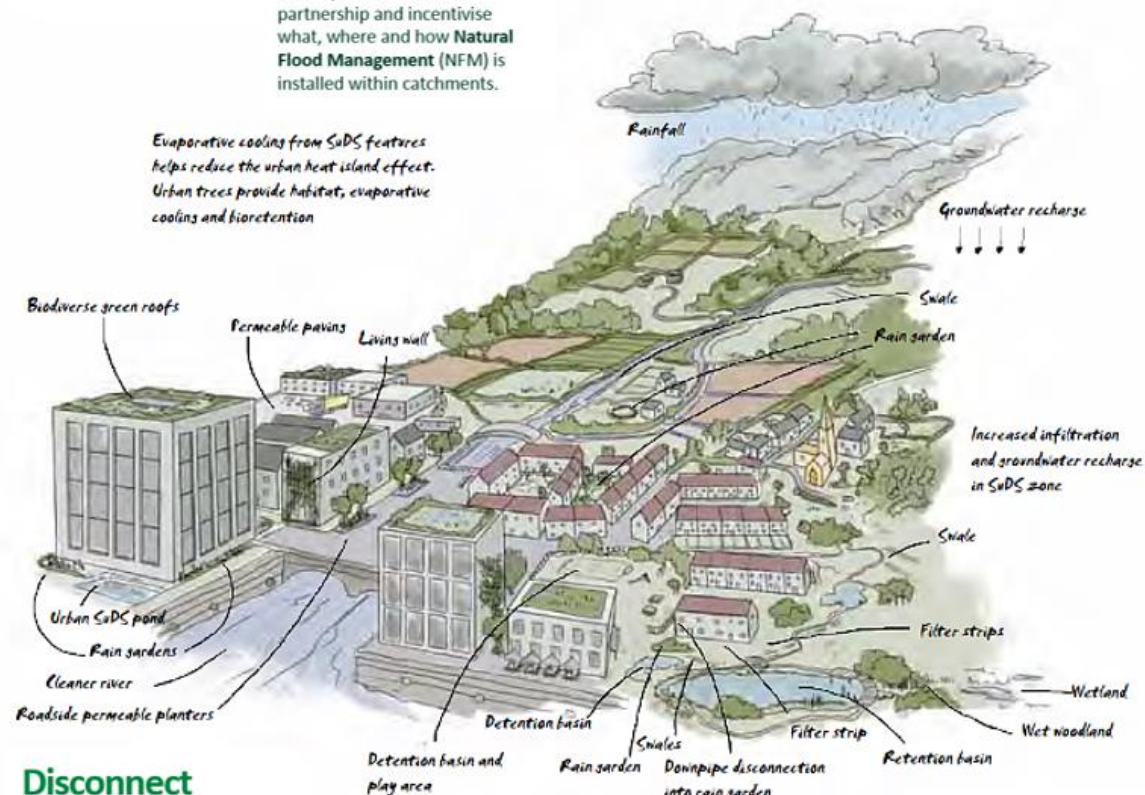 partnership and incentivise
what, where and how Natural
Flood Management (NFM) is
installed within catchments.
Rainfall
Evaporative cooling from SuDS features
helps reduce the urban heat island effect.
Urban trees provide habitat, evaporative
cooling and bioretention
Groundwater recharge
Swale
Biodiverse green roofs
Permeable paving
Living wall
Rain garden
Increased infiltration
and groundwater recharge
in SuDS zone
Swale
Urban SuDS pond
Rain gardens
Cleaner river
Roadside permeable planters
Filter strips
Wetland
Wet woodland
Detention basin
Filter strip
Retention basin
Swales
Detention basin and
play area
Rain garden
Downpipe disconnection
into rain garden
Disconnect